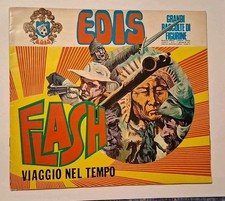 EDIS
GRANDI
RACCOLTE DI
FIGURINE
FLASH
VIAGGIO NEL TEMPO